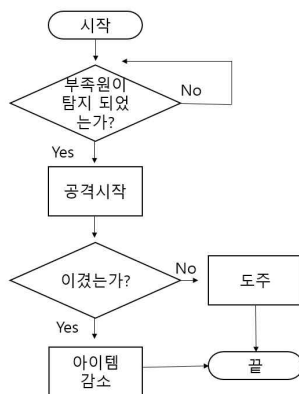 시작
부족원이
탐지 되었
는가?
No
Yes
공격시작
이겼는가?
No
도주
Yes
아이템
감소
끝